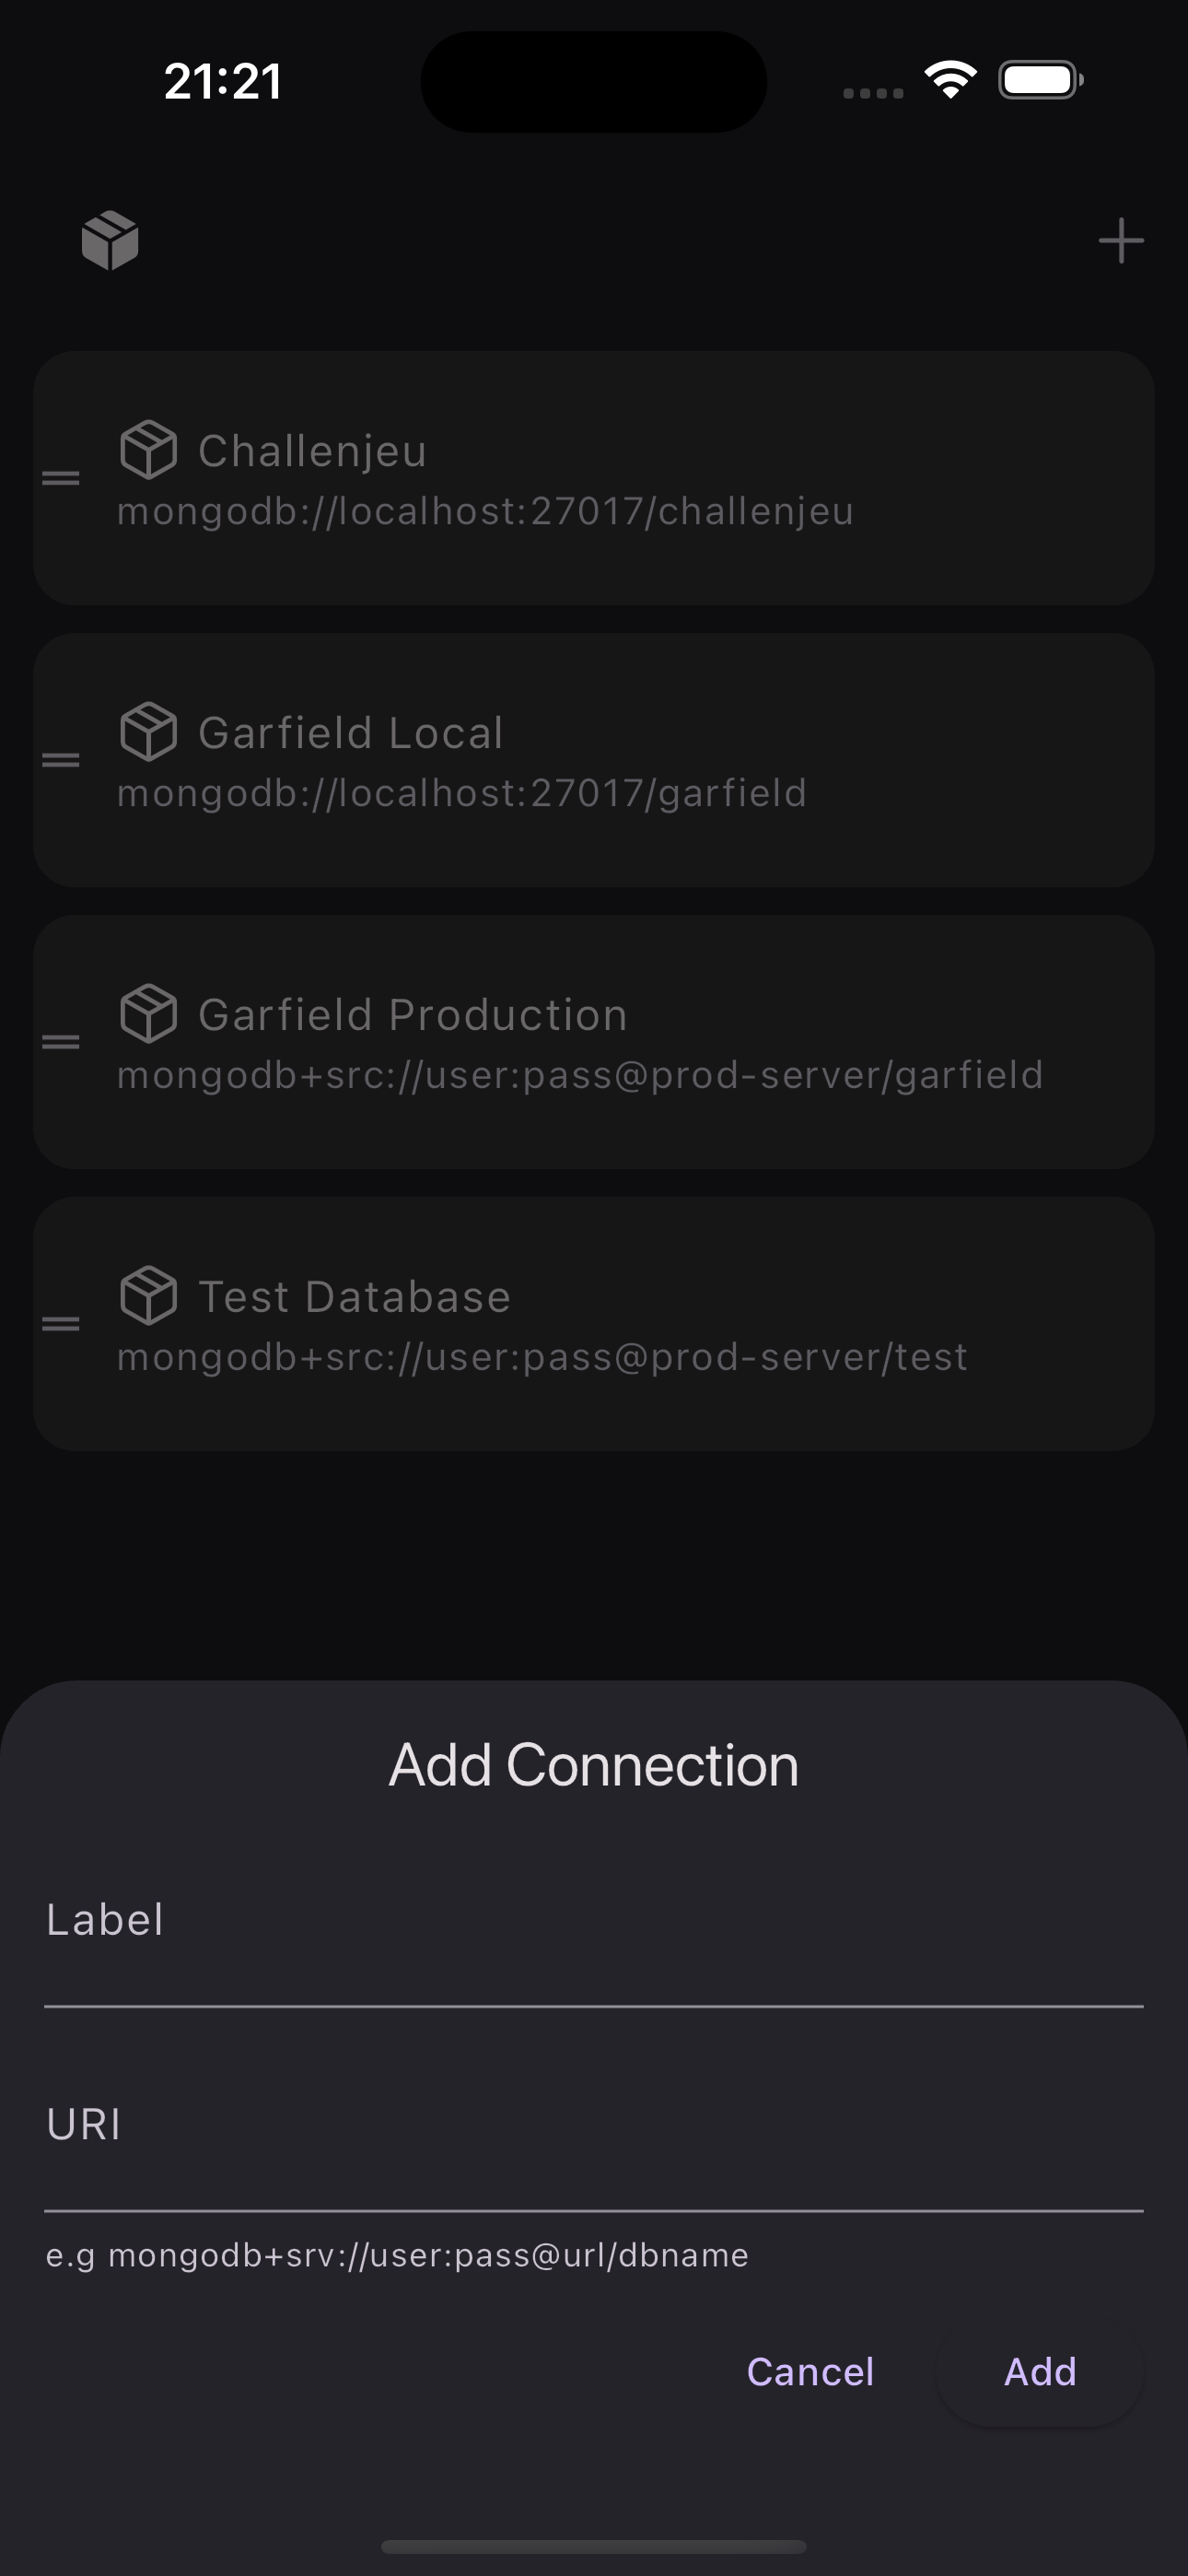 21:21
Challenjeu
mongodb://localhost:27017/challenjeu
Garfield Local
mongodb://localhost:27017/garfield
Garfield Production
mongodb+src://user:pass@prod-server/garfield
Test Database
mongodb+src://user:pass@prod-server/test
Add Connection
Label
URI
e.g mongodb+srv://user:pass@url/dbname
Cancel Add